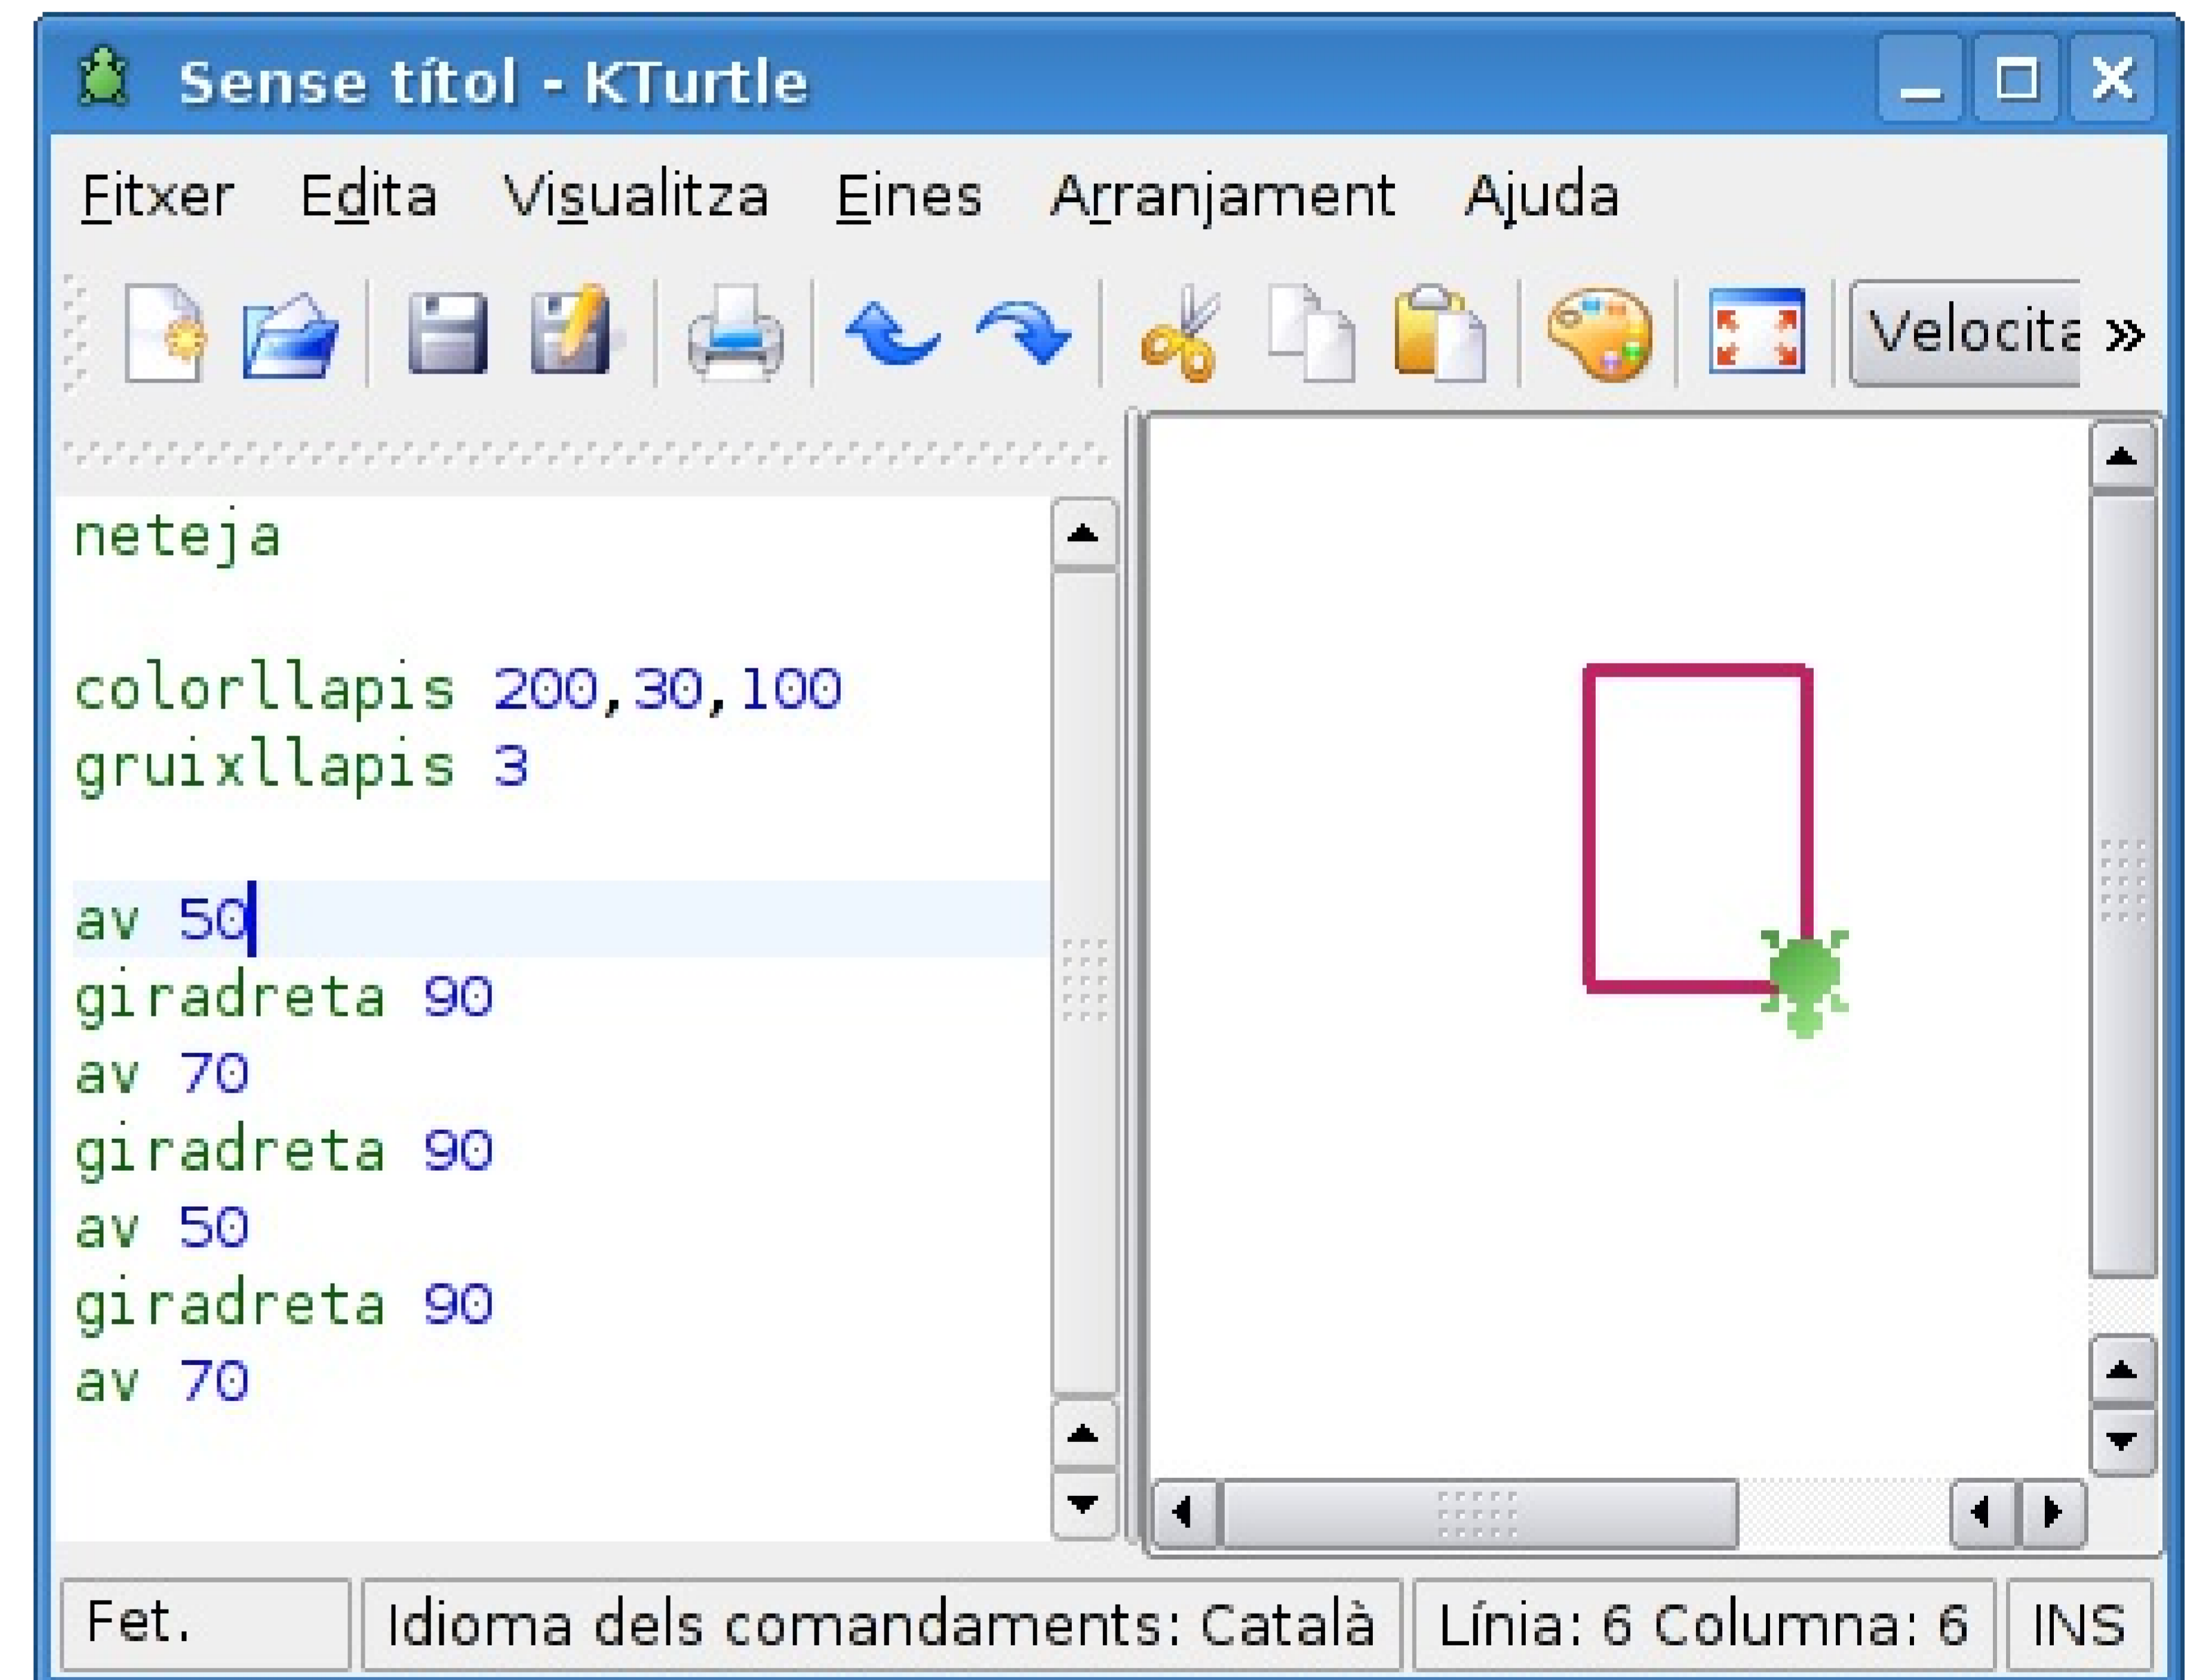 Sense títol - KTurtle
Fitxer Edita Visualitza Eines Arranjament Ajuda
»
neteja
colorllapis 200,30,100
gruixllapis 3
av 50
giradreta 90
av 70
giradreta 90
av 50
giradreta 90
av 70
Fet. Idioma dels comandaments: Català Línia: 6 Columna: 6 INS